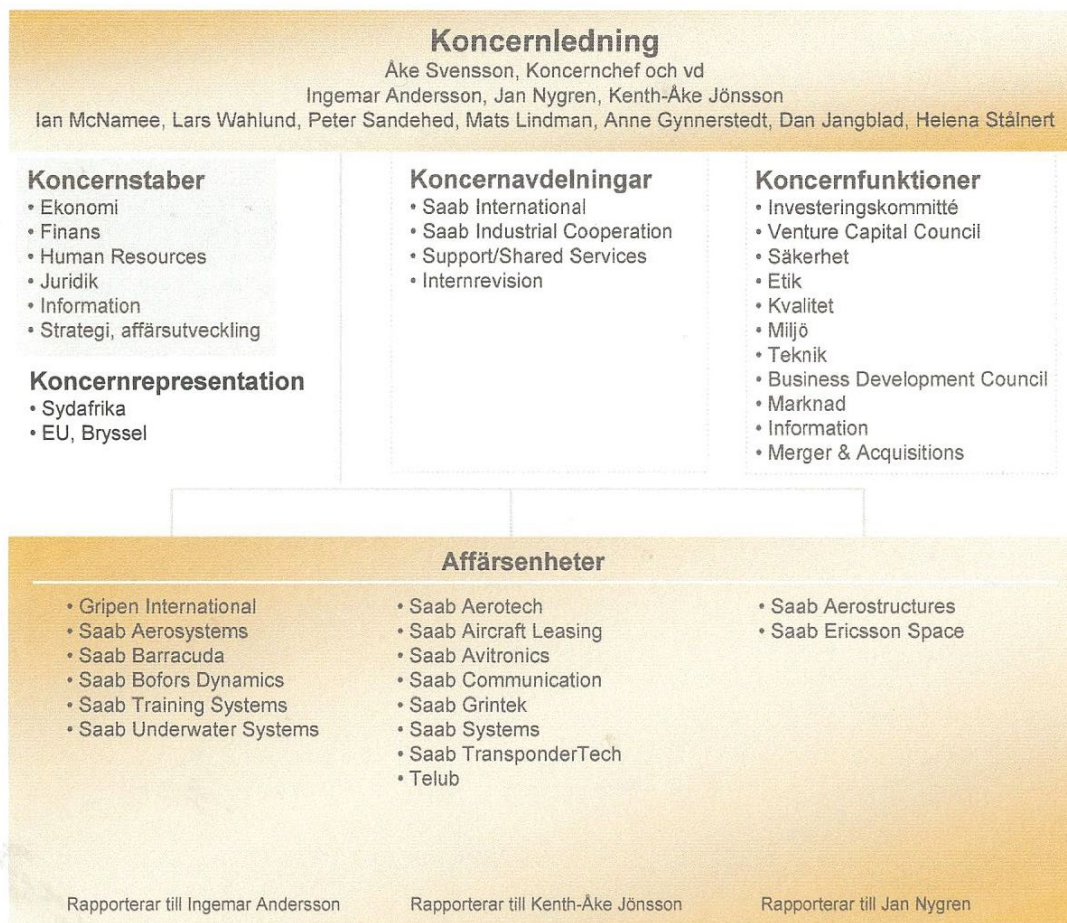 Koncernledning
Åke Svensson, Koncernchef och vd
Ingemar Andersson, Jan Nygren, Kenth-Åke Jönsson
Ian McNamee, Lars Wahlund, Peter Sandehed, Mats Lindman, Anne Gynnerstedt, Dan Jangblad, Helena Stålnert
Koncernstaber
• Ekonomi
• Finans
• Human Resources
• Juridik
• Information
• Strategi, affärsutveckling
Koncernrepresentation
• Sydafrika
• EU, Bryssel
Koncernavdelningar
• Saab International
• Saab Industrial Cooperation
• Support/Shared Services
• Internrevision
Koncernfunktioner
• Investeringskommitté
• Venture Capital Council
• Säkerhet
• Etik
• Kvalitet
• Miljö
• Teknik
• Business Development Council
• Marknad
• Information
• Merger & Acquisitions
Affärsenheter
• Gripen International
• Saab Aerosystems
• Saab Barracuda
• Saab Bofors Dynamics
• Saab Training Systems
• Saab Underwater Systems
Rapporterar till Ingemar Andersson
• Saab Aerotech
• Saab Aircraft Leasing
• Saab Avitronics
• Saab Communication
• Saab Grintek
• Saab Systems
• Saab TransponderTech
• Telub
Rapporterar till Kenth-Åke Jönsson
• Saab Aerostructures
• Saab Ericsson Space
Rapporterar till Jan Nygren